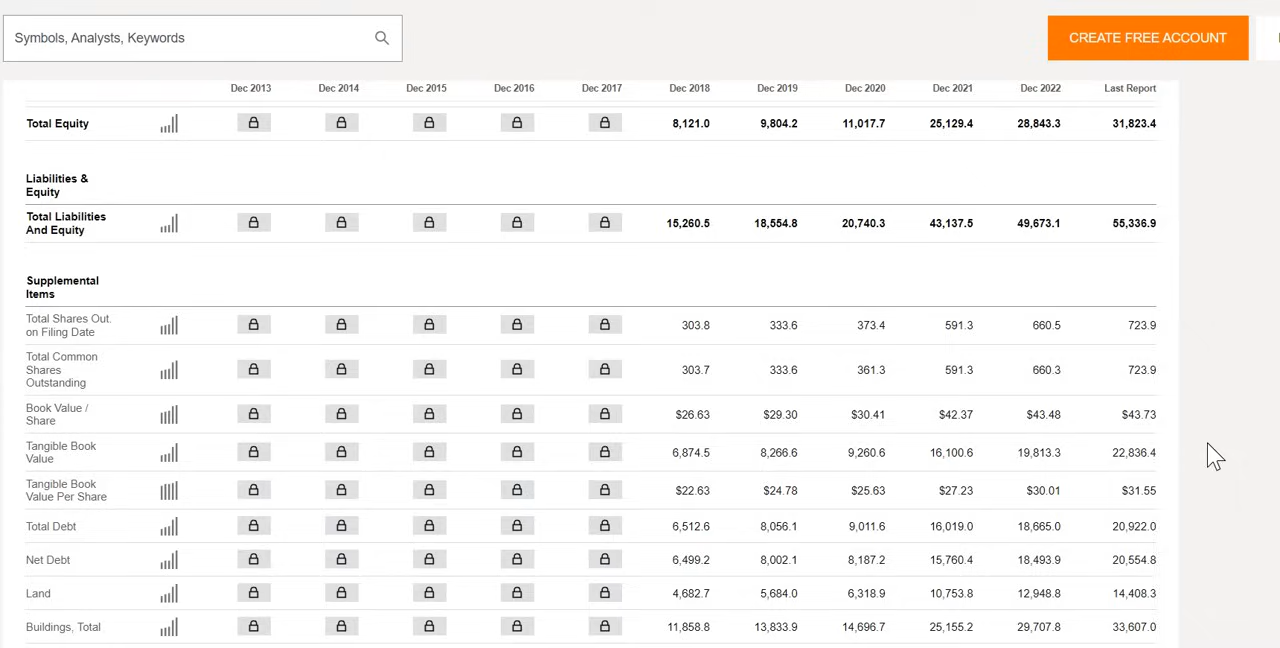 Symbols, Analysts, Keywords
CREATE FREE ACCOUNT
Dec 2013 Dec 2014 Dec 2015 Dec 2016 Dec 2017 Dec 2018 Dec 2019 Dec 2020 Dec 2021 Dec 2022 Last Report
Total Equity 8,121.0 9,804.2 11,017.7 25,129.4 28,843.3 31,823.4
Liabilities &
Equity
Total Liabilities
And Equity 15,260.5 18,554.8 20,740.3 43,137.5 49,673.1 55,336.9
Supplemental
Items
Total Shares Out.
on Filing Date 303.8 333.6 373.4 591.3 660.5 723.9
Total Common
Shares
Outstanding 303.7 333.6 361.3 591.3 660.3 723.9
Book Value /
Share $26.63 $29.30 $30.41 $42.37 $43.48 $43.73
Tangible Book
Value 6,874.5 8,266.6 9,260.6 16,100.6 19,813.3 22,836.4
Tangible Book
Value Per Share $22.63 $24.78 $25.63 $27.23 $30.01 $31.55
Total Debt 6,512.6 8,056.1 9,011.6 16,019.0 18,665.0 20,922.0
Net Debt 6,499.2 8,002.1 8,187.2 15,760.4 18,493.9 20,554.8
Land 4,682.7 5,684.0 6,318.9 10,753.8 12,948.8 14,408.3
Buildings, Total 11,858.8 13,833.9 14,696.7 25,155.2 29,707.8 33,607.0